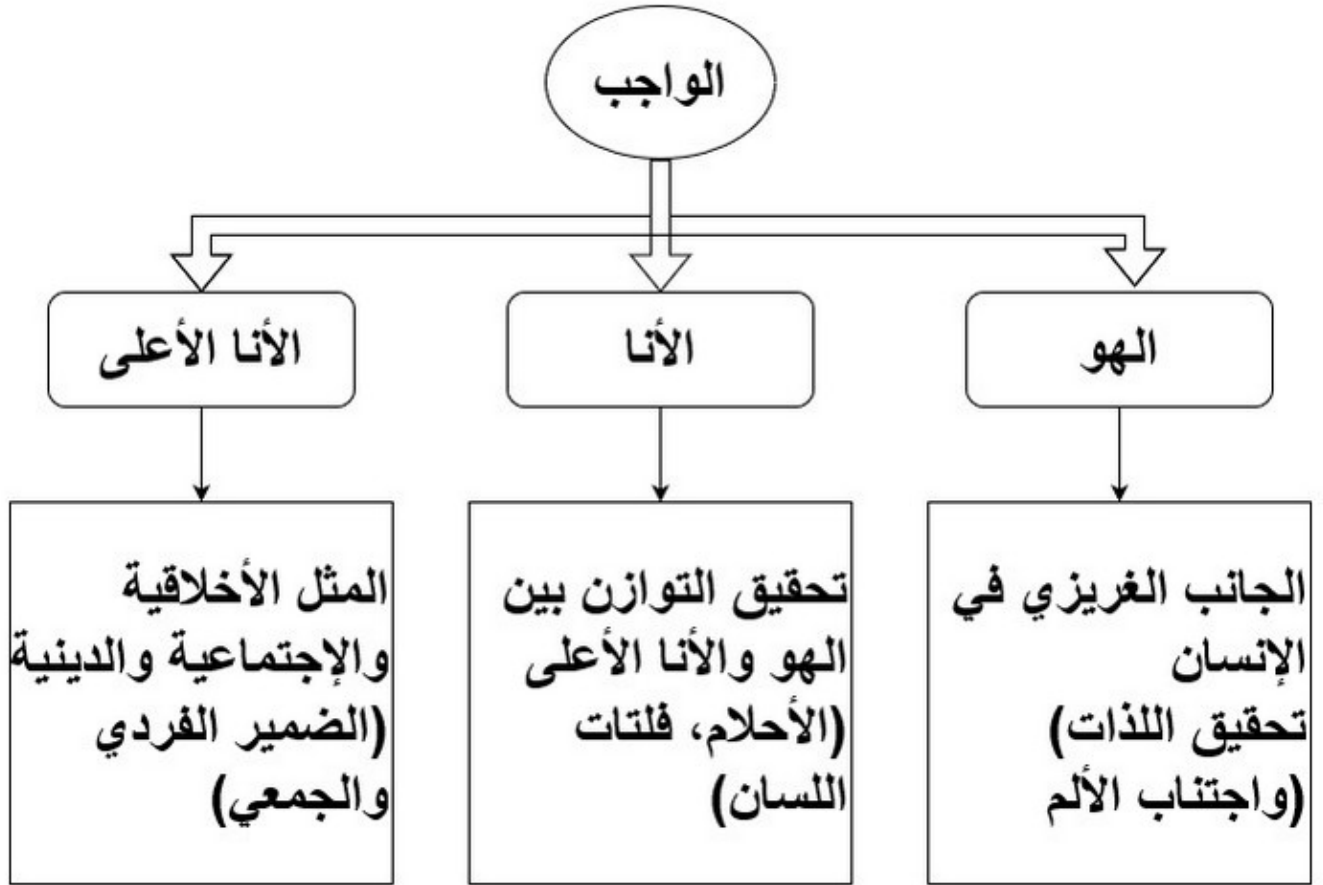 الواجب
الهو
الأنا
الأنا الأعلى
الجانب الغريزي في
الإنسان
تحقيق اللذات)
(واجتناب الألم
تحقيق التوازن بين
الهو والأنا الأعلى
(الأحلام، فلتات
اللسان)
المثل الأخلاقية
والإجتماعية والدينية
(الضمير الفردي
والجمعي)